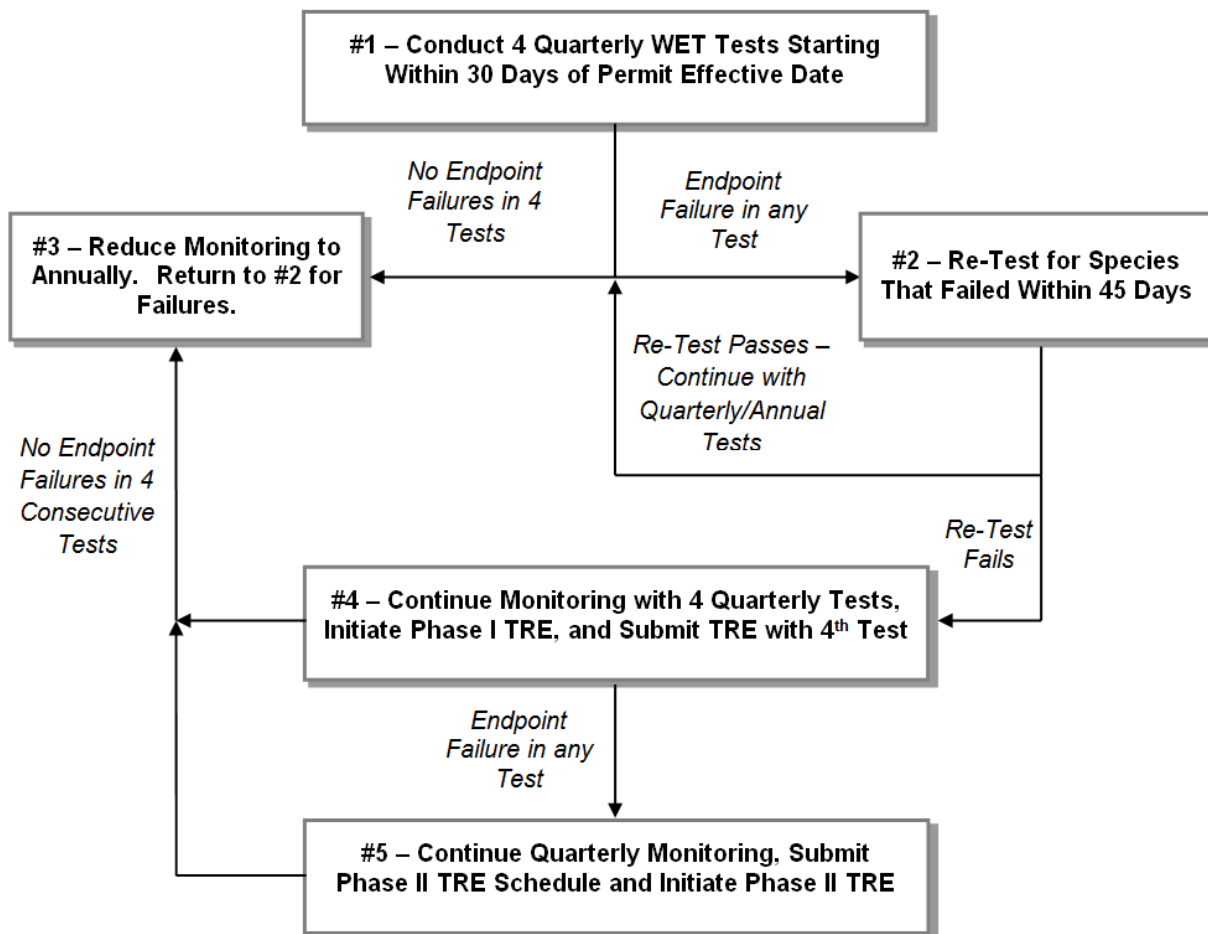 #1 – Conduct 4 Quarterly WET Tests Starting
Within 30 Days of Permit Effective Date
No Endpoint
Failures in 4
Tests
Endpoint
Failure in any
Test
#3 – Reduce Monitoring to
Annually. Return to #2 for
Failures.
#2 – Re-Test for Species
That Failed Within 45 Days
Re-Test Passes –
Continue with
Quarterly/Annual
Tests
No Endpoint
Failures in 4
Consecutive
Tests
Re-Test
Fails
#4 – Continue Monitoring with 4 Quarterly Tests,
Initiate Phase I TRE, and Submit TRE with 4th Test
Endpoint
Failure in any
Test
#5 – Continue Quarterly Monitoring, Submit
Phase II TRE Schedule and Initiate Phase II TRE